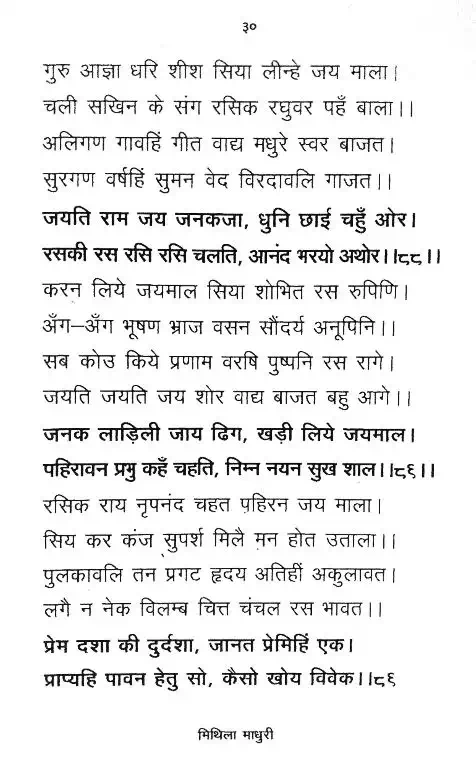 ३०
गुरु आज्ञा धरि शीश सिया लीन्हे जय माला।
चली सखिन के संग रसिक रघुवर पहँ बाला।।
अलिगण गावहिं गीत वाद्य मधुरे स्वर बाजत।
सुरगण वर्षहिं सुमन वेद विरदावलि गाजत।।
जयति राम जय जनकजा, धुनि छाई चहुँ ओर।
रसकी रस रसि रसि चलति, आनंद भरयो अथोर।।८८।।
करन लिये जयमाल सिया शोभित रस रुपिणि।
अँग–अँग भूषण भ्राज वसन सौंदर्य अनूपिनि।।
सब कोउ किये प्रणाम वरषि पुष्पनि रस रागे।
जयति जयति जय शोर वाद्य बाजत बहु आगे।।
जनक लाड़िली जाय ढिग, खड़ी लिये जयमाल।
पहिरावन प्रमु कहँ चहति, निम्न नयन सुख शाल।।८६।।
रसिक राय नृपनंद चहत पहिरन जय माला।
सिय कर कंज सुपर्श मिलै मन होत उताला।।
पुलकावलि तन प्रगट हृदय अतिहीं अकुलावत।
लगै न नेक विलम्ब चित्त चंचल रस भावत।।
प्रेम दशा की दुर्दशा, जानत प्रेमिहिं एक।
प्राप्यहि पावन हेतु सो, कैसो खोय विवेक।।८६
मिथिला माधुरी